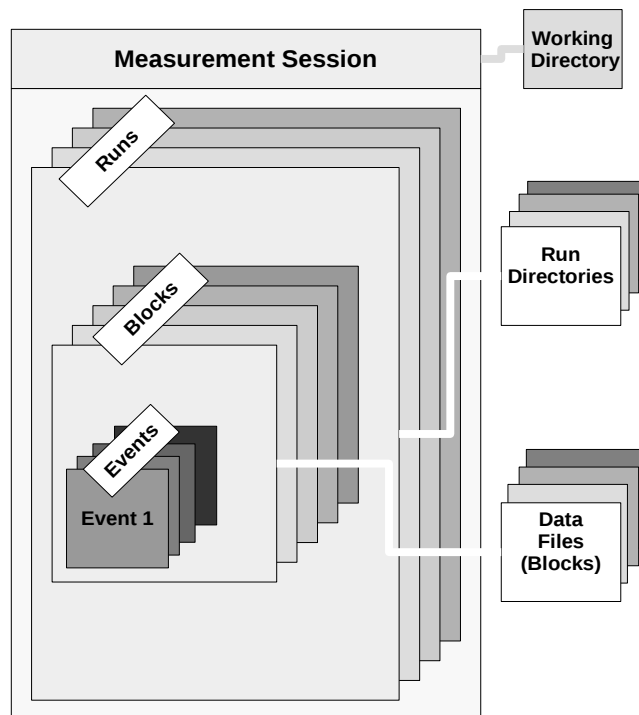 Measurement Session
Working
Directory
Runs
Run
Directories
Blocks
Events
Event 1
Data
Files
(Blocks)